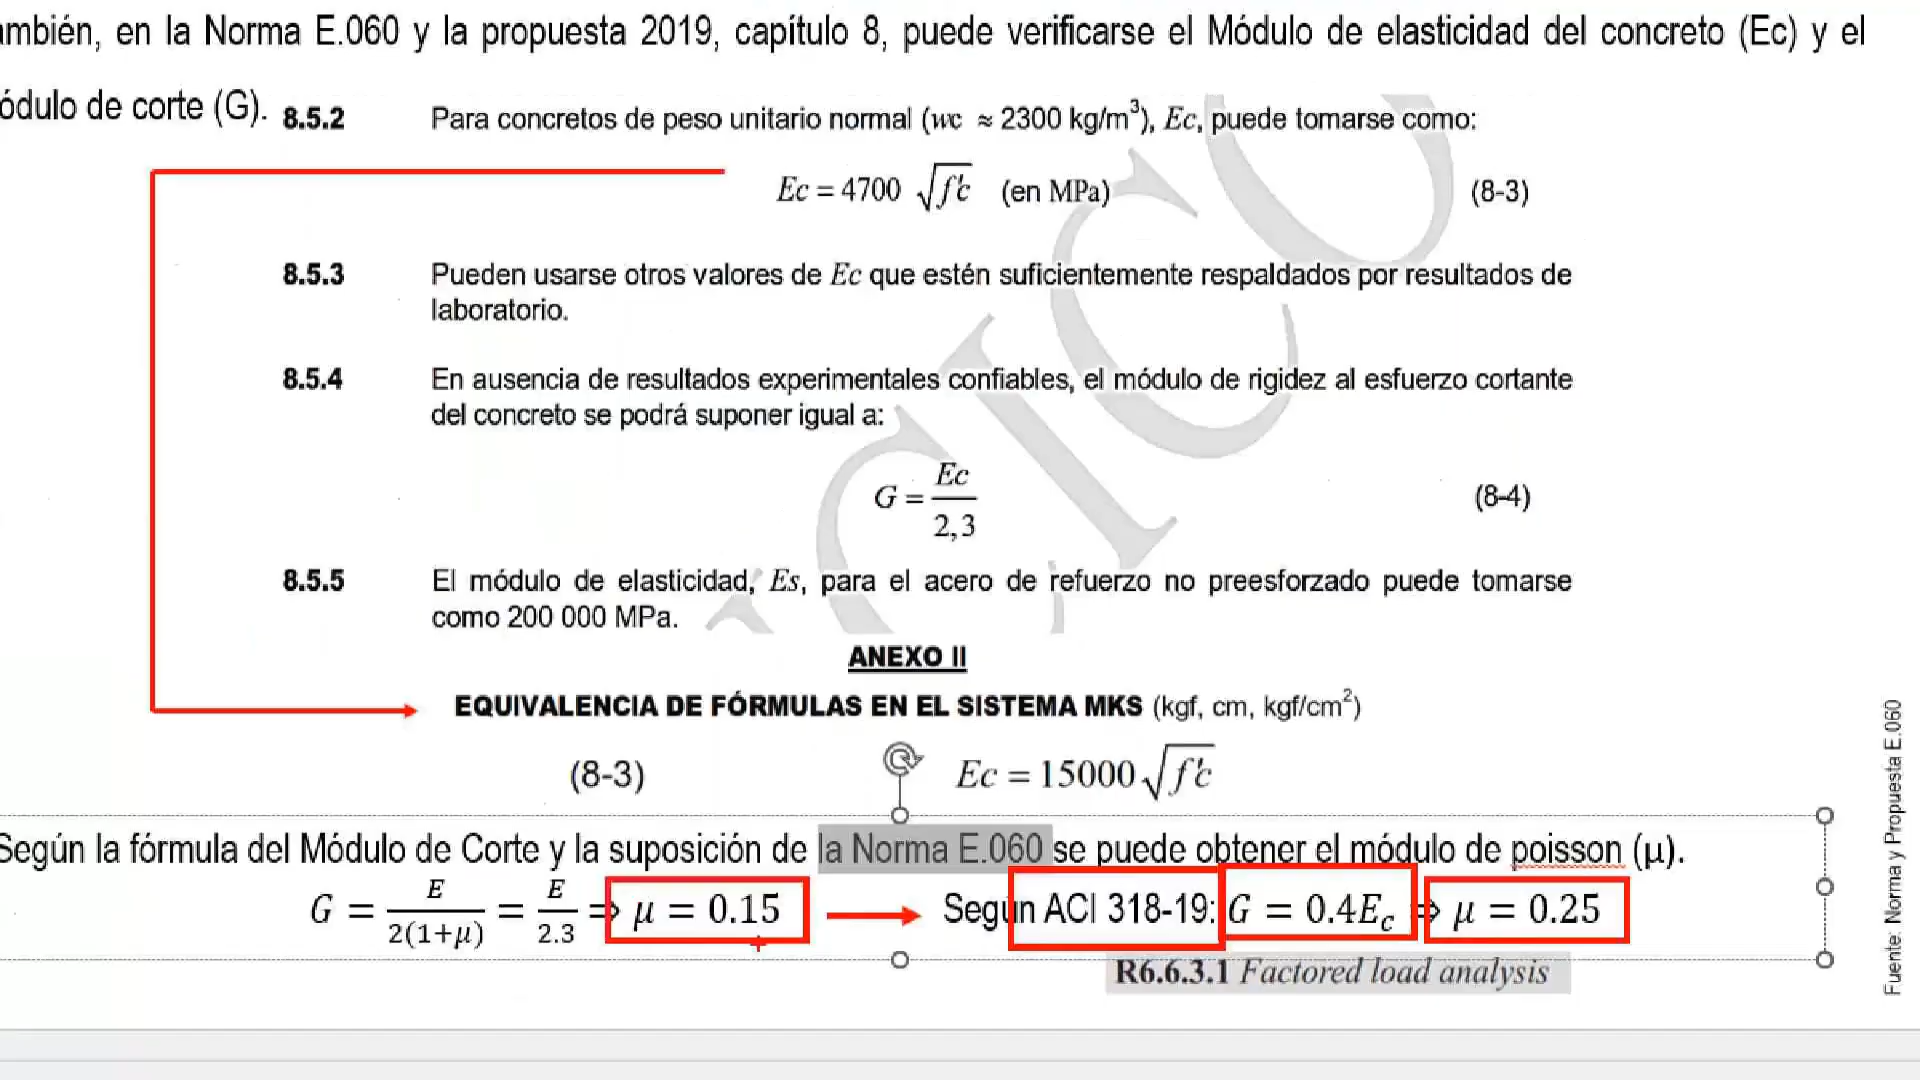 ambién, en la Norma E.060 y la propuesta 2019, capítulo 8, puede verificarse el Módulo de elasticidad del concreto (Ec) y el
ódulo de corte (G).
8.5.2 Para concretos de peso unitario normal (wc ≈ 2300 kg/m³), Ec, puede tomarse como:
Ec = 4700 √f'c (en MPa) (8-3)
8.5.3 Pueden usarse otros valores de Ec que estén suficientemente respaldados por resultados de
laboratorio.
8.5.4 En ausencia de resultados experimentales confiables, el módulo de rigidez al esfuerzo cortante
del concreto se podrá suponer igual a:
G = Ec/2,3 (8-4)
8.5.5 El módulo de elasticidad, Es, para el acero de refuerzo no preesforzado puede tomarse
como 200 000 MPa.
ANEXO II
EQUIVALENCIA DE FÓRMULAS EN EL SISTEMA MKS (kgf, cm, kgf/cm²)
(8-3) Ec = 15000 √f'c
Según la fórmula del Módulo de Corte y la suposición de la Norma E.060 se puede obtener el módulo de poisson (μ).
G = E/2(1+μ) = E/2.3 ⇒ μ = 0.15 Según ACI 318-19: G = 0.4E_c ⇒ μ = 0.25
R6.6.3.1 Factored load analysis
Fuente: Norma y Propuesta E.060
CICO